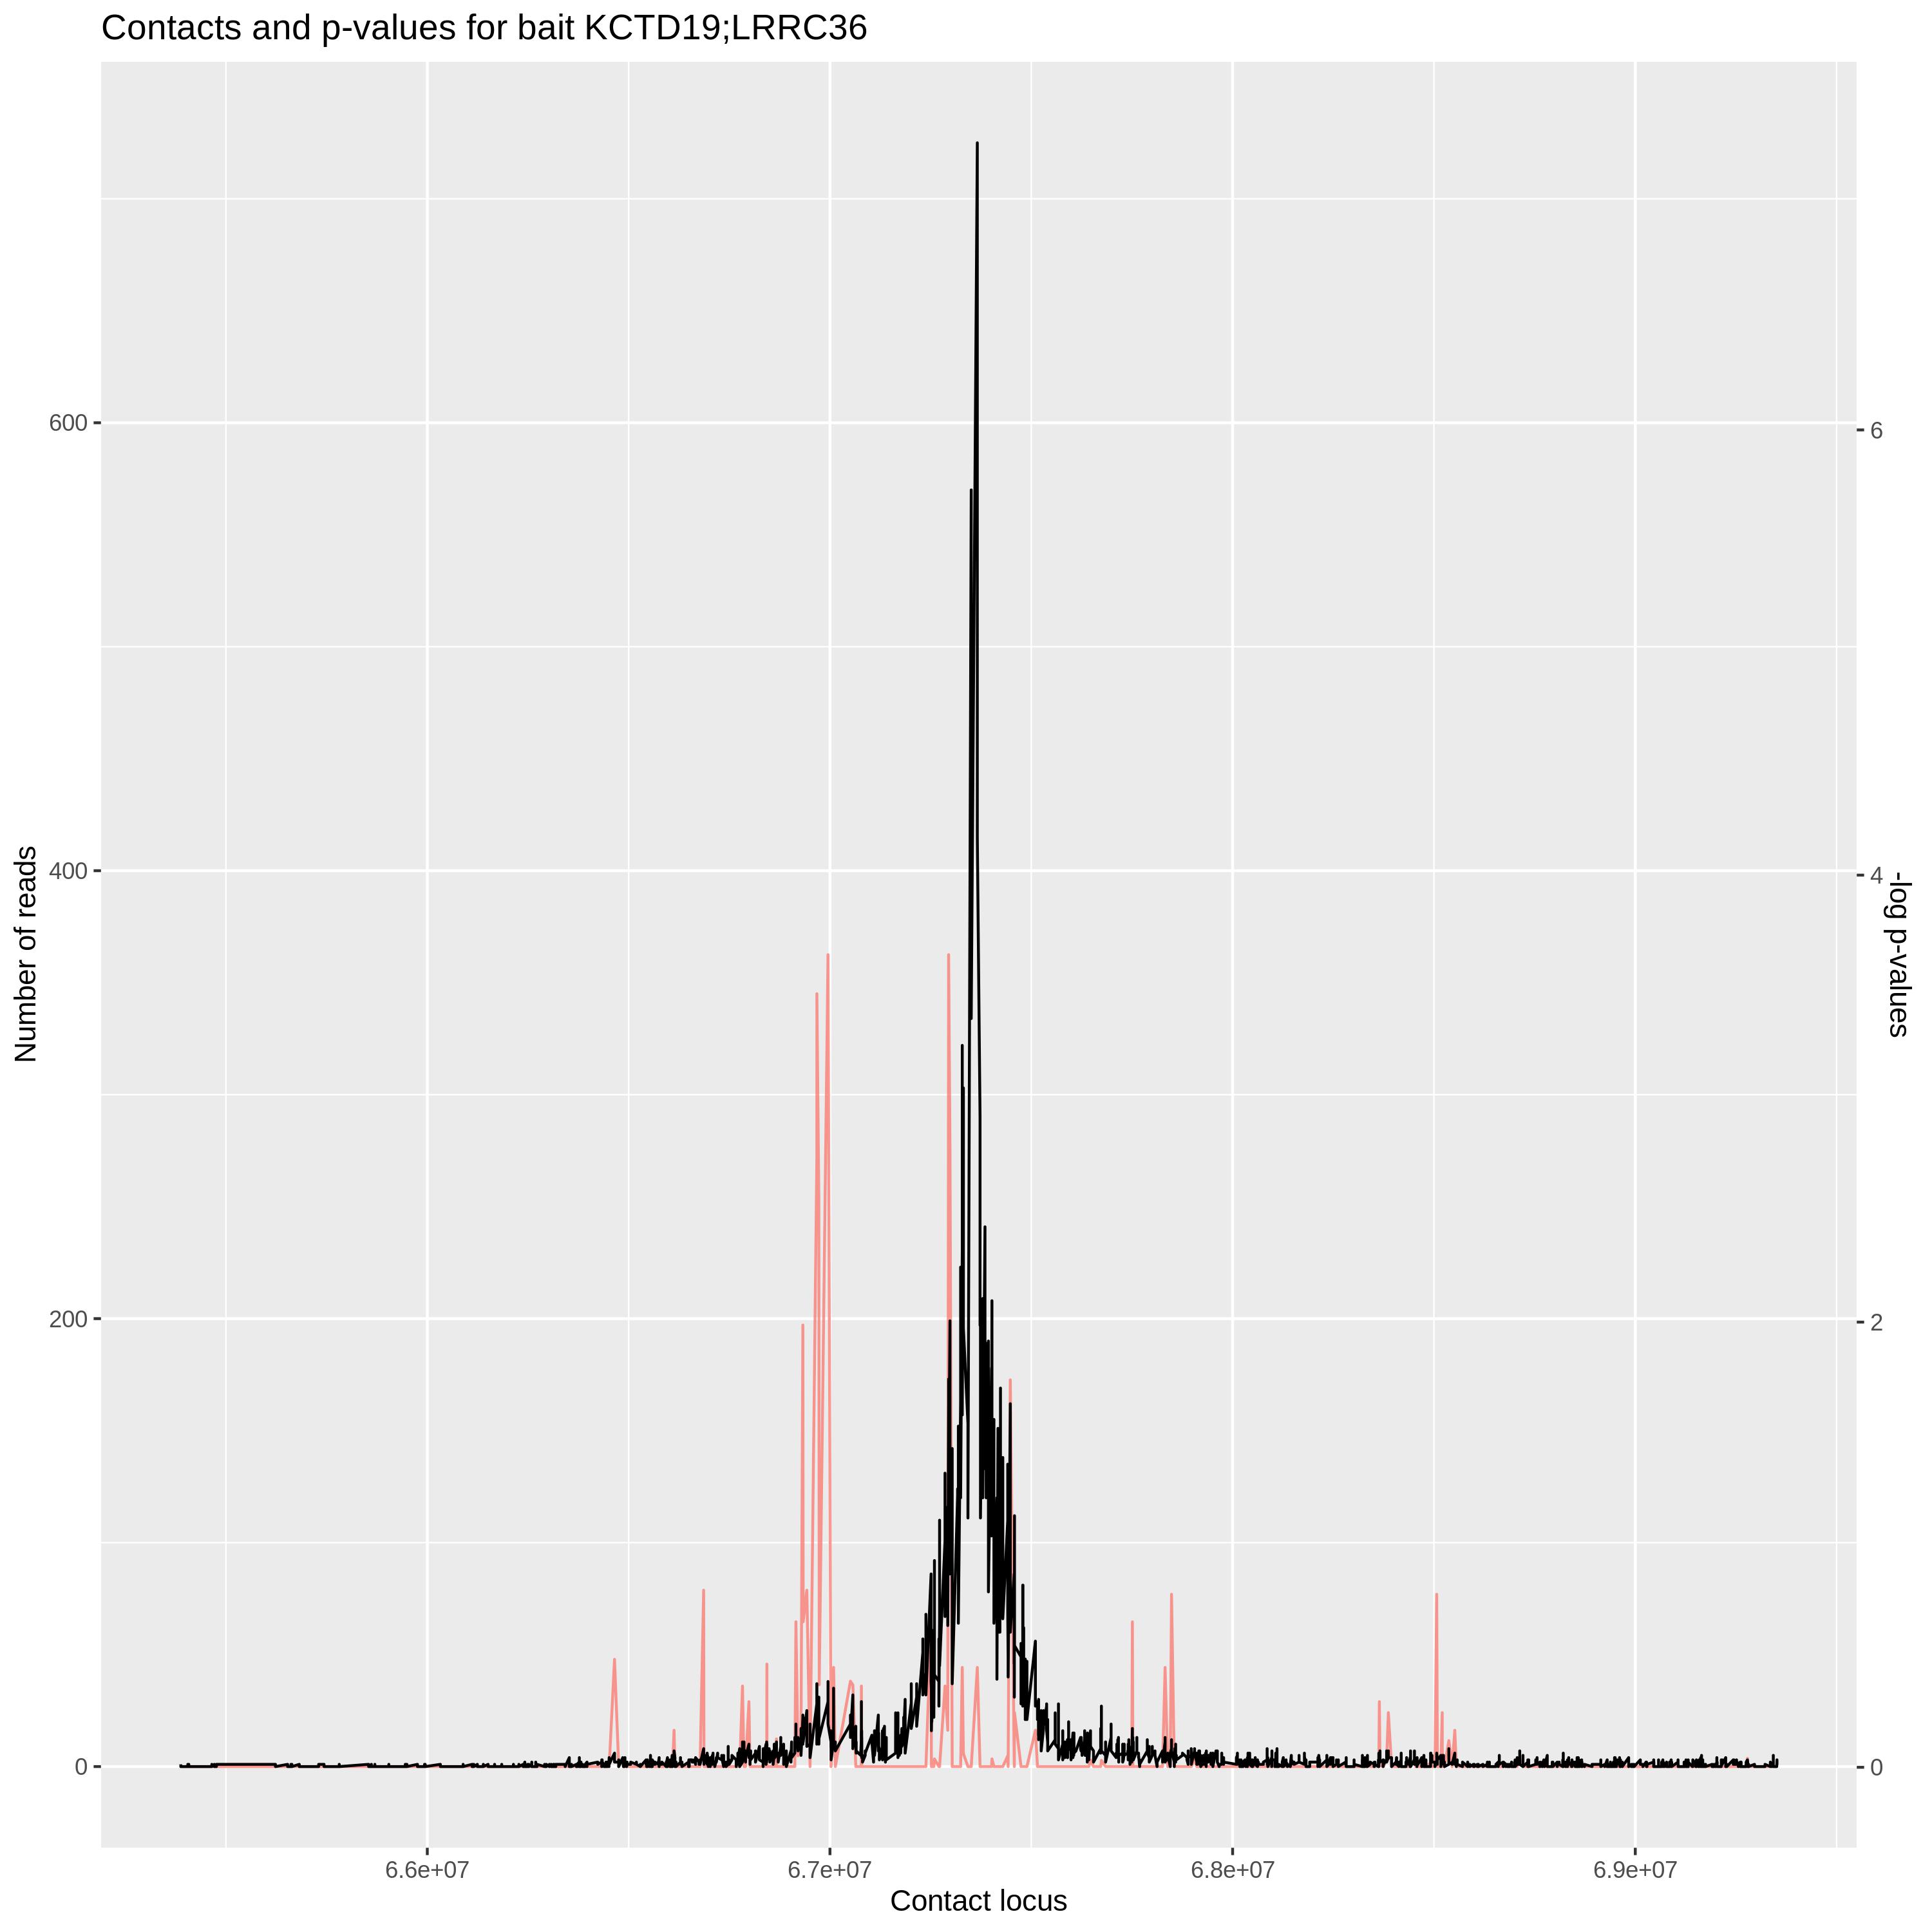 Contacts and p-values for bait KCTD19;LRRC36
Number of reads
600
400
200
0
6
4
2
0
-log p-values
6.6e+07
6.7e+07
6.8e+07
6.9e+07
Contact locus